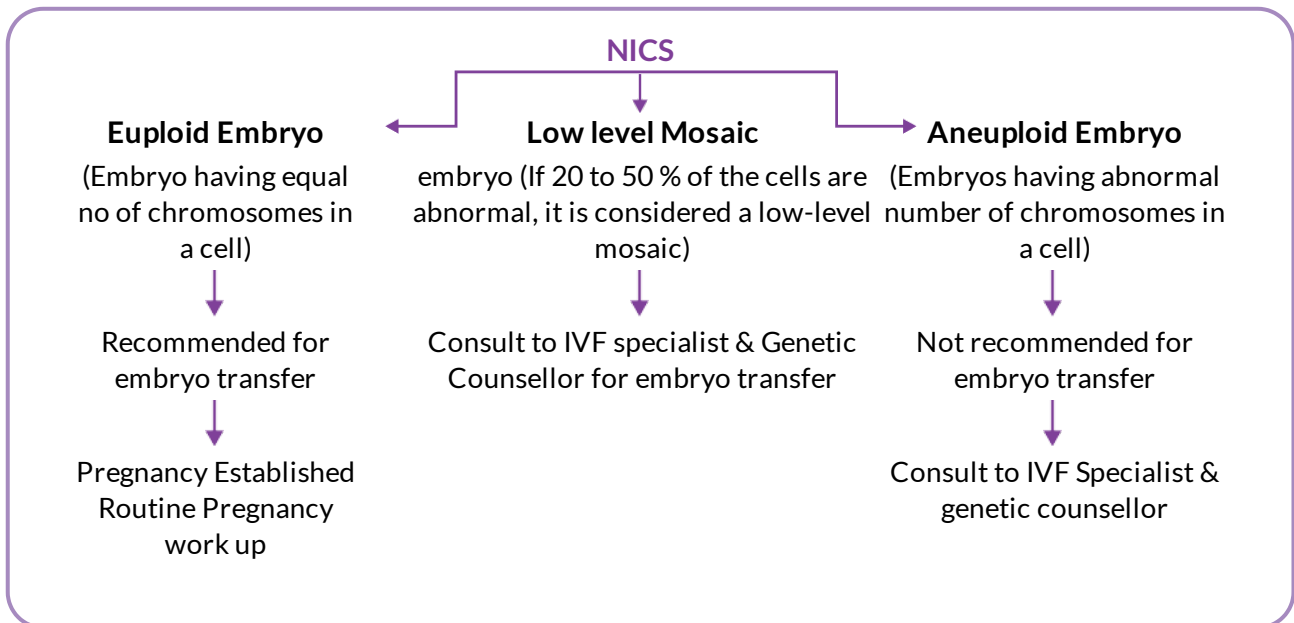 NICS
Euploid Embryo
(Embryo having equal
no of chromosomes in
a cell)
Recommended for
embryo transfer
Pregnancy Established
Routine Pregnancy
work up
Low level Mosaic
embryo (If 20 to 50 % of the cells are
abnormal, it is considered a low-level
mosaic)
Consult to IVF specialist & Genetic
Counsellor for embryo transfer
Aneuploid Embryo
(Embryos having abnormal
number of chromosomes in
a cell)
Not recommended for
embryo transfer
Consult to IVF Specialist &
genetic counsellor